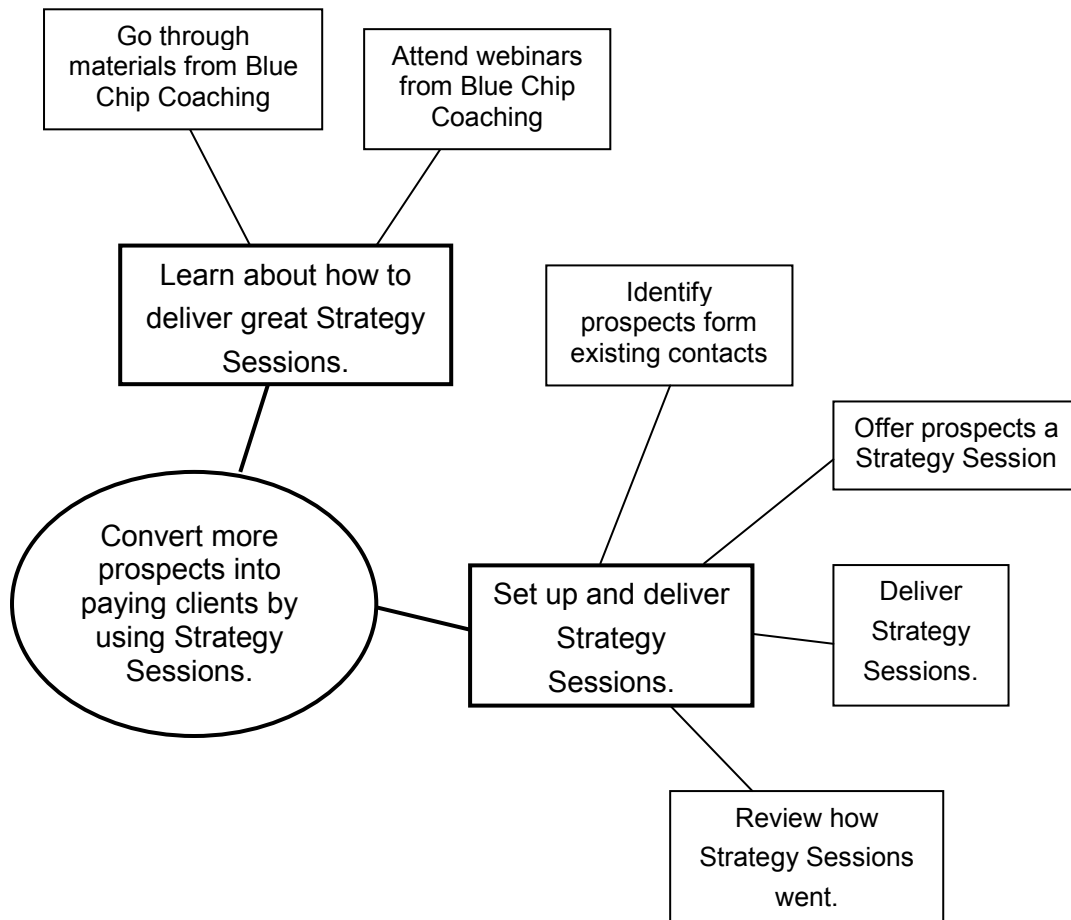 Go through
materials from Blue
Chip Coaching
Attend webinars
from Blue Chip
Coaching
Learn about how to
deliver great Strategy
Sessions.
Identify
prospects form
existing contacts
Offer prospects a
Strategy Session
Convert more
prospects into
paying clients by
using Strategy
Sessions.
Set up and deliver
Strategy
Sessions.
Deliver
Strategy
Sessions.
Review how
Strategy Sessions
went.